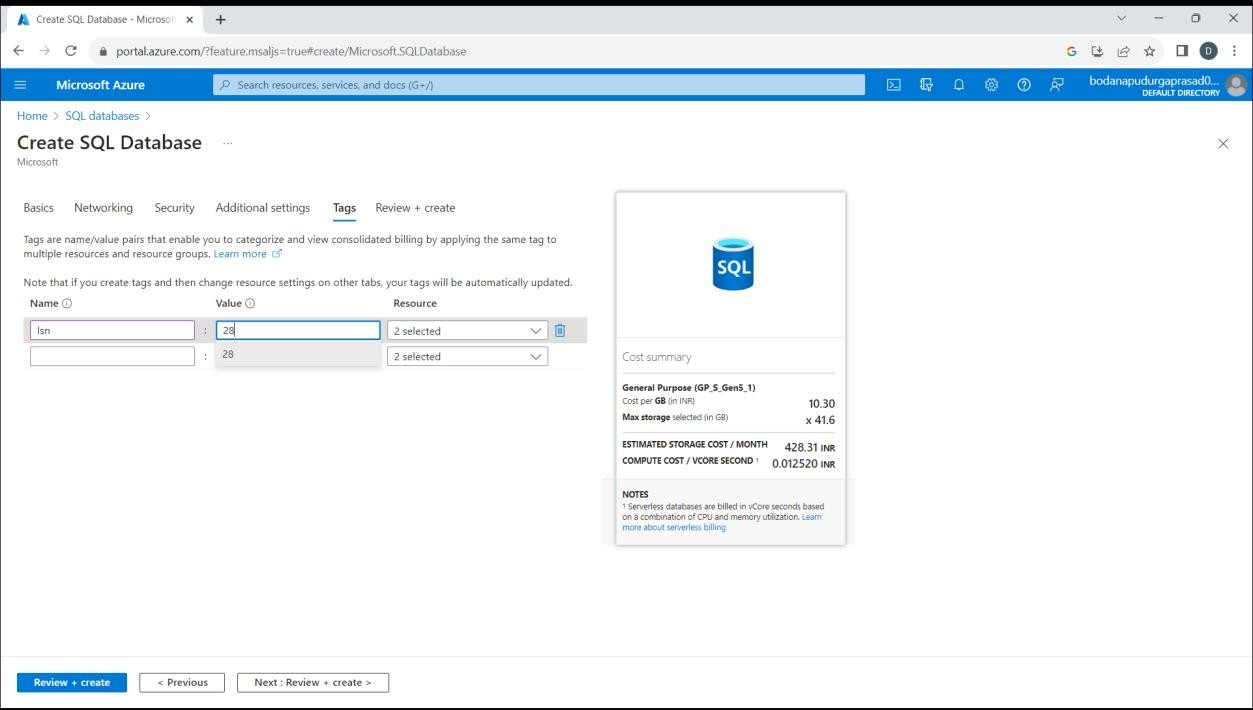 Create SQL Database - Microsof
portal.azure.com/?feature.msaljs=true#create/Microsoft.SQLDatabase
G
D
Microsoft Azure
Search resources, services, and docs (G+/)
bodanapudurgaprasad0...
DEFAULT DIRECTORY
Home > SQL databases >
Create SQL Database ...
Microsoft
Basics Networking Security Additional settings Tags Review + create
Tags are name/value pairs that enable you to categorize and view consolidated billing by applying the same tag to
multiple resources and resource groups. Learn more
Note that if you create tags and then change resource settings on other tabs, your tags will be automatically updated.
Name Value Resource
lsn : 28 2 selected
: 28 2 selected
SQL
Cost summary
General Purpose (GP_S_Gen5_1)
Cost per GB (in INR) 10.30
Max storage selected (in GB) x 41.6
ESTIMATED STORAGE COST / MONTH 428.31 INR
COMPUTE COST / VCORE SECOND ¹ 0.012520 INR
NOTES
¹ Serverless databases are billed in vCore seconds based
on a combination of CPU and memory utilization. Learn
more about serverless billing
Review + create < Previous Next : Review + create >